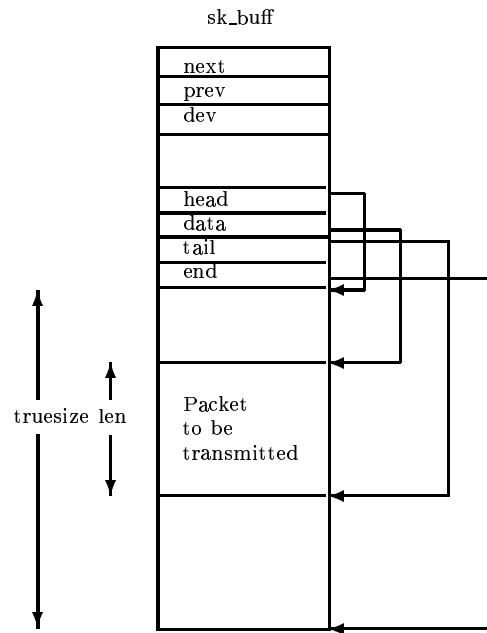 sk_buff
next
prev
dev
head
data
tail
end
truesize len
Packet
to be
transmitted